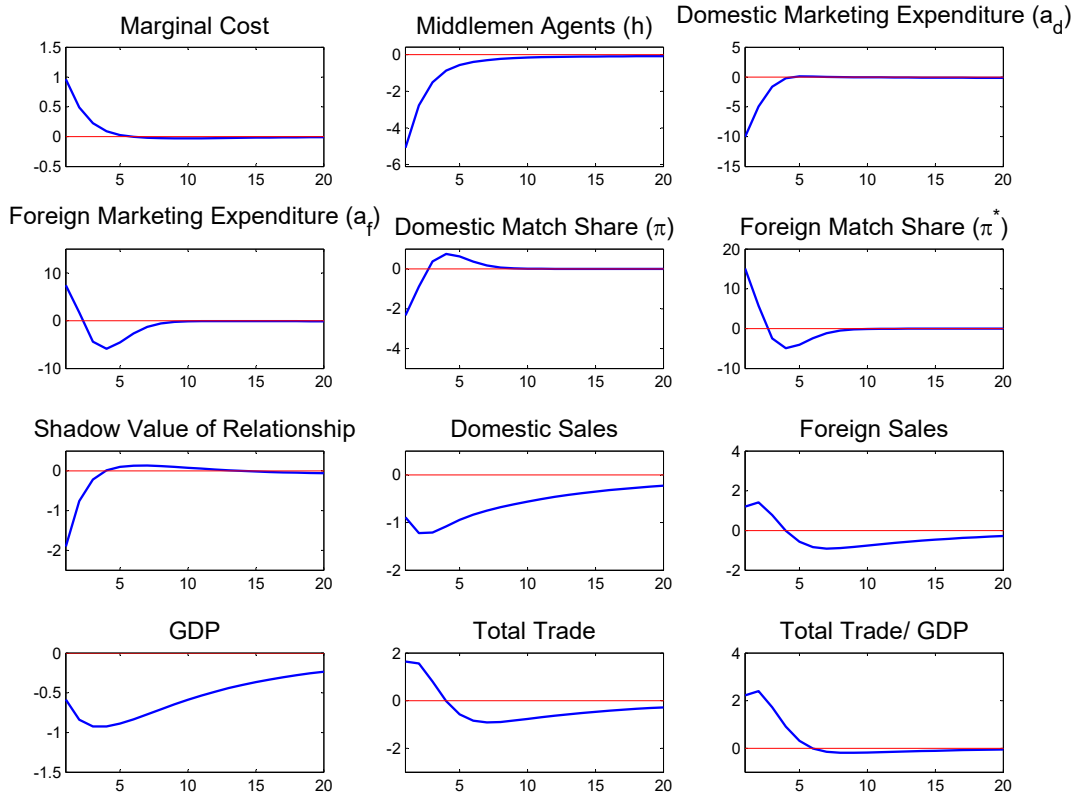 Marginal Cost
1.5
1
0.5
0
-0.5
5 10 15 20
Middlemen Agents (h)
0
-2
-4
-6
5 10 15 20
Domestic Marketing Expenditure (a_d)
5
0
-5
-10
-15
5 10 15 20
Foreign Marketing Expenditure (a_f)
10
0
-10
5 10 15 20
Domestic Match Share (π)
0
-2
-4
5 10 15 20
Foreign Match Share (π*)
20
10
0
-10
5 10 15 20
Shadow Value of Relationship
0
-1
-2
5 10 15 20
Domestic Sales
0
-1
-2
5 10 15 20
Foreign Sales
4
2
0
-2
5 10 15 20
GDP
0
-0.5
-1
-1.5
5 10 15 20
Total Trade
2
0
-2
5 10 15 20
Total Trade/ GDP
4
2
0
5 10 15 20